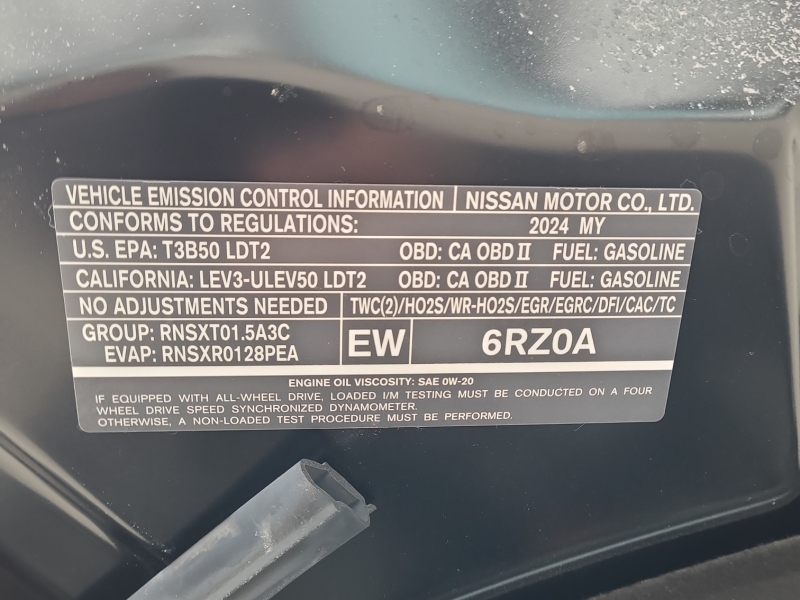 VEHICLE EMISSION CONTROL INFORMATION NISSAN MOTOR CO., LTD.
CONFORMS TO REGULATIONS: 2024 MY
U.S. EPA: T3B50 LDT2 OBD: CA OBD II FUEL: GASOLINE
CALIFORNIA: LEV3-ULEV50 LDT2 OBD: CA OBD II FUEL: GASOLINE
NO ADJUSTMENTS NEEDED TWC(2)/HO2S/WR-HO2S/EGR/EGRC/DFI/CAC/TC
GROUP: RNSXT01.5A3C
EVAP: RNSXR0128PEA
EW 6RZ0A
ENGINE OIL VISCOSITY: SAE 0W-20
IF EQUIPPED WITH ALL-WHEEL DRIVE, LOADED I/M TESTING MUST BE CONDUCTED ON A FOUR
WHEEL DRIVE SPEED SYNCHRONIZED DYNAMOMETER.
OTHERWISE, A NON-LOADED TEST PROCEDURE MUST BE PERFORMED.